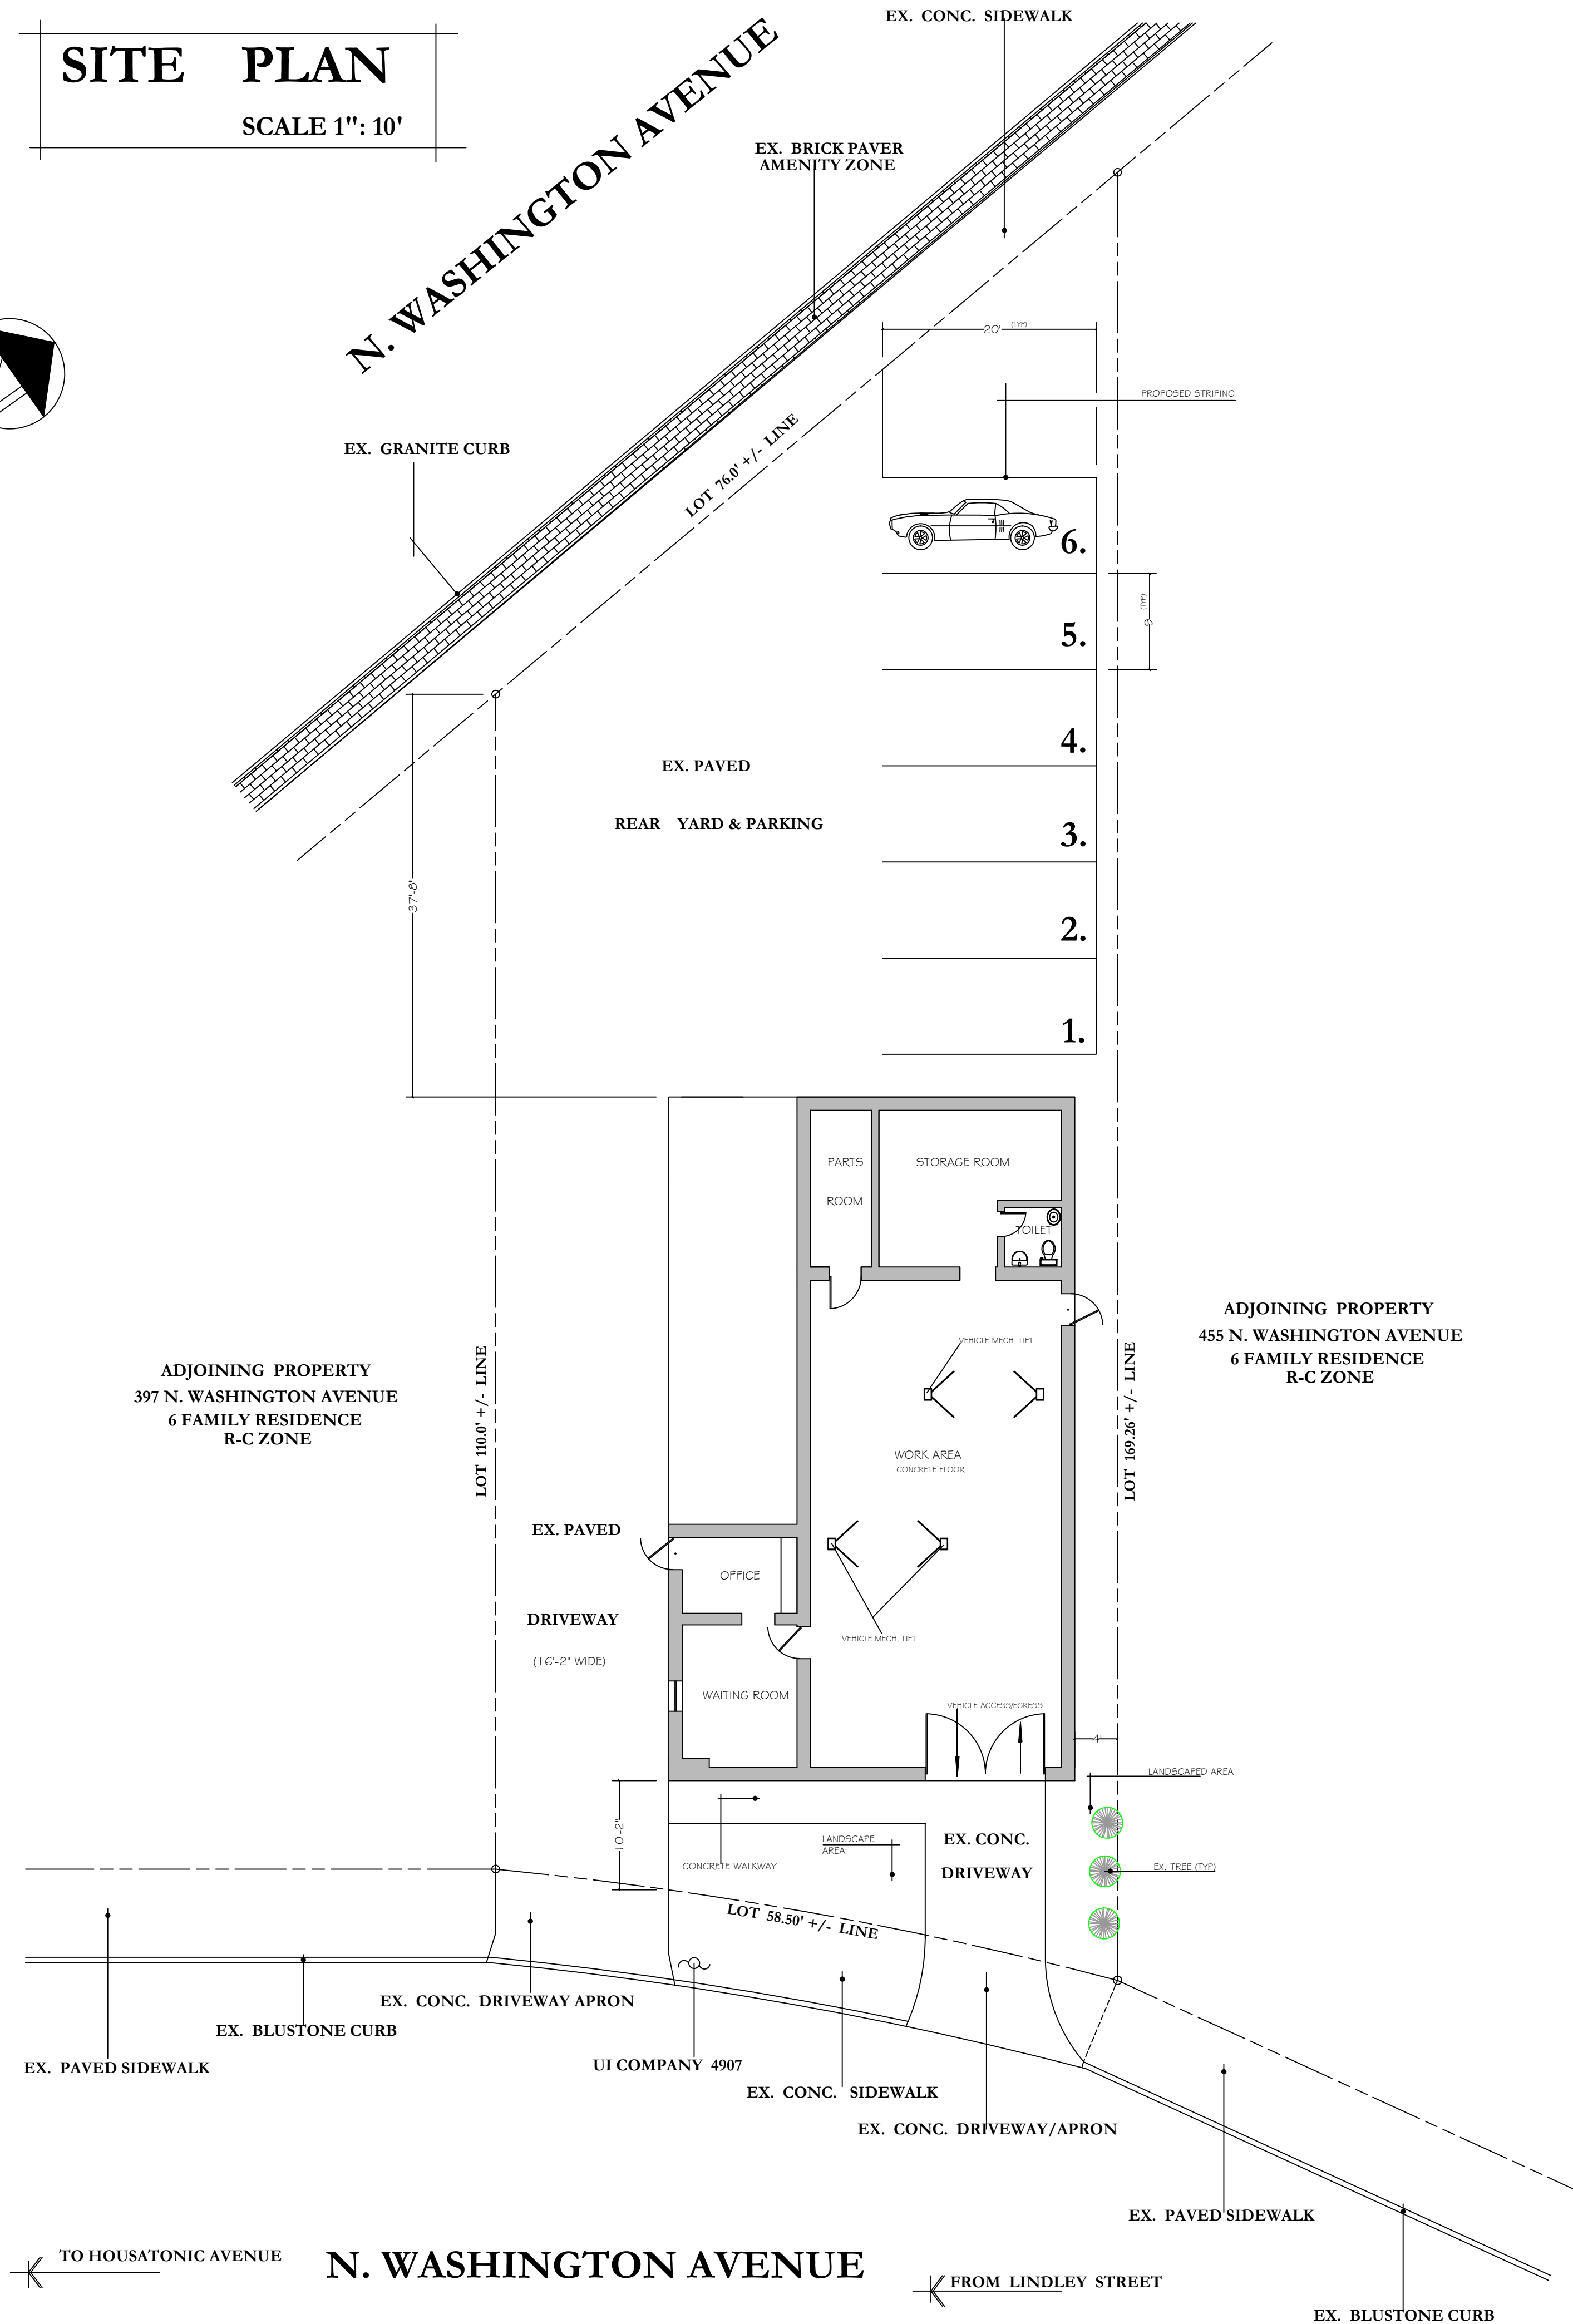 EX. CONC. SIDEWALK
SITE PLAN
SCALE 1": 10'
N. WASHINGTON AVENUE
EX. BRICK PAVER
AMENITY ZONE
20' (TYP)
PROPOSED STRIPING
EX. GRANITE CURB
LOT 76.0' +/- LINE
6.
5.
9' (TYP)
4.
EX. PAVED
REAR YARD & PARKING
3.
37'-8"
2.
1.
PARTS
ROOM
STORAGE ROOM
TOILET
ADJOINING PROPERTY
455 N. WASHINGTON AVENUE
6 FAMILY RESIDENCE
R-C ZONE
VEHICLE MECH. LIFT
ADJOINING PROPERTY
397 N. WASHINGTON AVENUE
6 FAMILY RESIDENCE
R-C ZONE
LOT 110.0' +/- LINE
LOT 169.26' +/- LINE
WORK AREA
CONCRETE FLOOR
EX. PAVED
DRIVEWAY
(16'-2" WIDE)
OFFICE
VEHICLE MECH. LIFT
WAITING ROOM
VEHICLE ACCESS/EGRESS
4'
LANDSCAPED AREA
10'-2"
LANDSCAPE
AREA
EX. CONC.
DRIVEWAY
CONCRETE WALKWAY
EX. TREE (TYP)
LOT 58.50' +/- LINE
EX. CONC. DRIVEWAY APRON
EX. BLUSTONE CURB
EX. PAVED SIDEWALK
UI COMPANY 4907
EX. CONC. SIDEWALK
EX. CONC. DRIVEWAY/APRON
EX. PAVED SIDEWALK
TO HOUSATONIC AVENUE
N. WASHINGTON AVENUE
FROM LINDLEY STREET
EX. BLUSTONE CURB